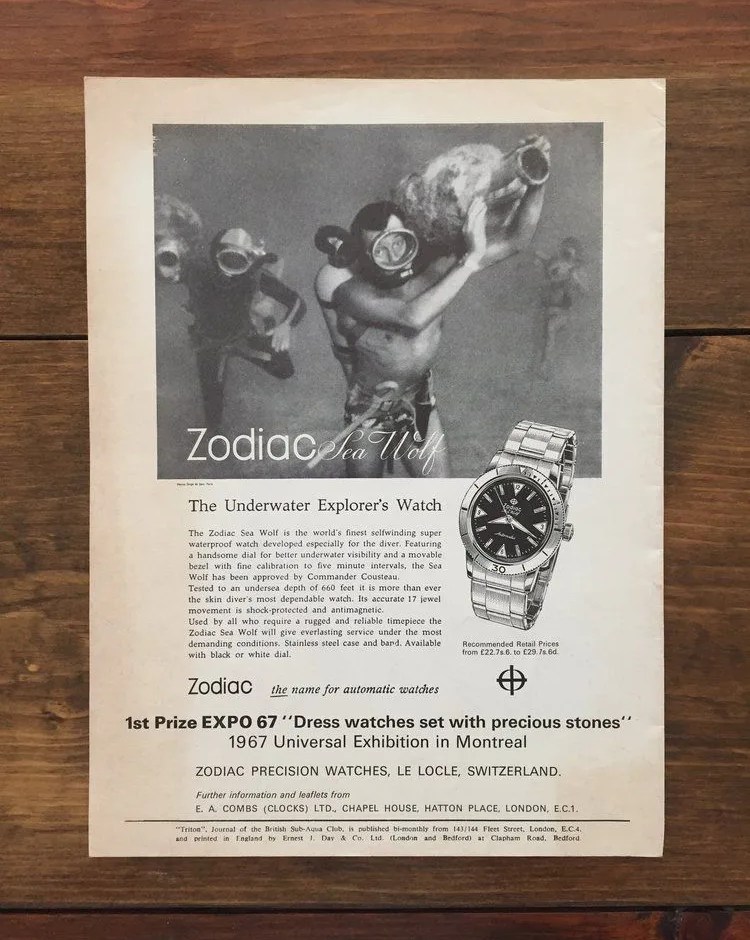 Zodiac Sea Wolf
The Underwater Explorer's Watch
The Zodiac Sea Wolf is the world's finest selfwinding super
waterproof watch developed especially for the diver. Featuring
a handsome dial for better underwater visibility and a movable
bezel with fine calibration to five minute intervals, the Sea
Wolf has been approved by Commander Cousteau.
Tested to an undersea depth of 660 feet it is more than ever
the skin diver's most dependable watch. Its accurate 17 jewel
movement is shock-protected and antimagnetic.
Used by all who require a rugged and reliable timepiece the
Zodiac Sea Wolf will give everlasting service under the most
demanding conditions. Stainless steel case and band. Available
with black or white dial.
Zodiac
30
Recommended Retail Prices
from £22.7s.6. to £29.7s.6d.
Zodiac the name for automatic watches
1st Prize EXPO 67 ''Dress watches set with precious stones''
1967 Universal Exhibition in Montreal
ZODIAC PRECISION WATCHES, LE LOCLE, SWITZERLAND.
Further information and leaflets from
E. A. COMBS (CLOCKS) LTD., CHAPEL HOUSE, HATTON PLACE, LONDON, E.C.1.
"Triton", Journal of the British Sub-Aqua Club, is published bi-monthly from 143/144 Fleet Street, London, E.C.4.
and printed in England by Ernest J. Day & Co. Ltd. (London and Bedford) at Clapham Road, Bedford